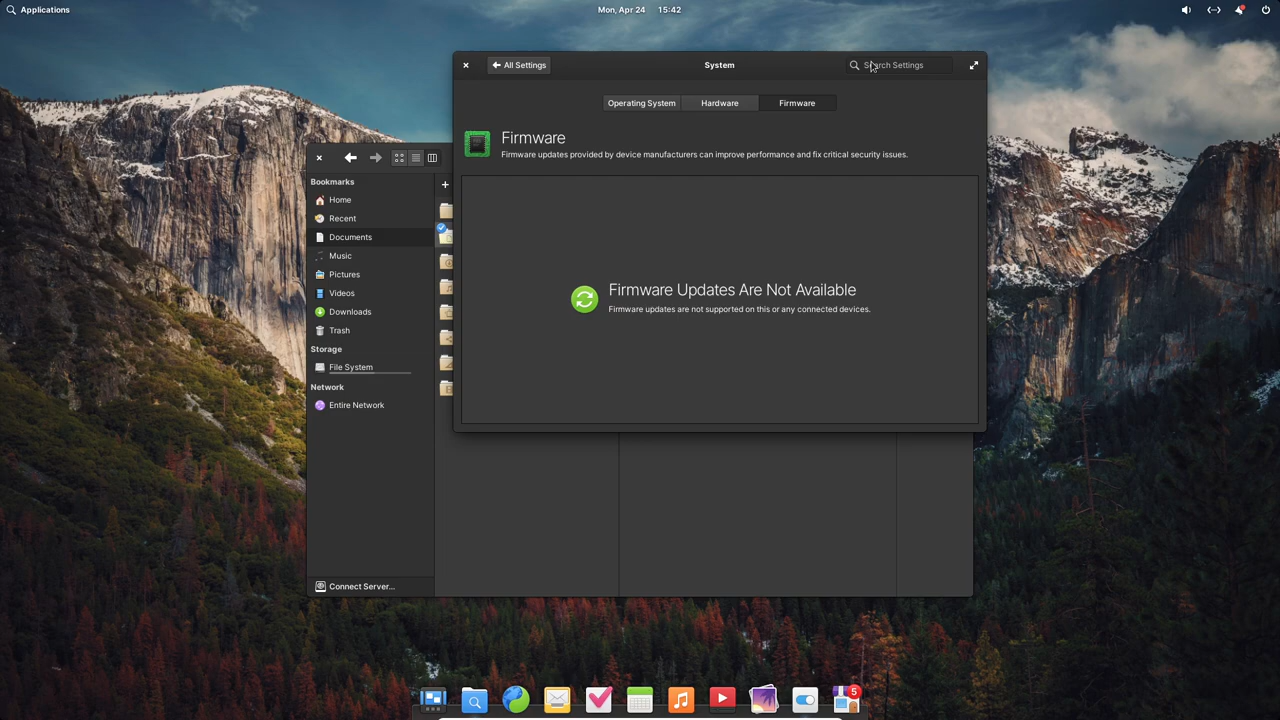 Applications
Mon, Apr 24 15:42
All Settings
System
Search Settings
Operating System
Hardware
Firmware
Firmware
Firmware updates provided by device manufacturers can improve performance and fix critical security issues.
Firmware Updates Are Not Available
Firmware updates are not supported on this or any connected devices.
Bookmarks
Home
Recent
Documents
Music
Pictures
Videos
Downloads
Trash
Storage
File System
Network
Entire Network
Connect Server...
5